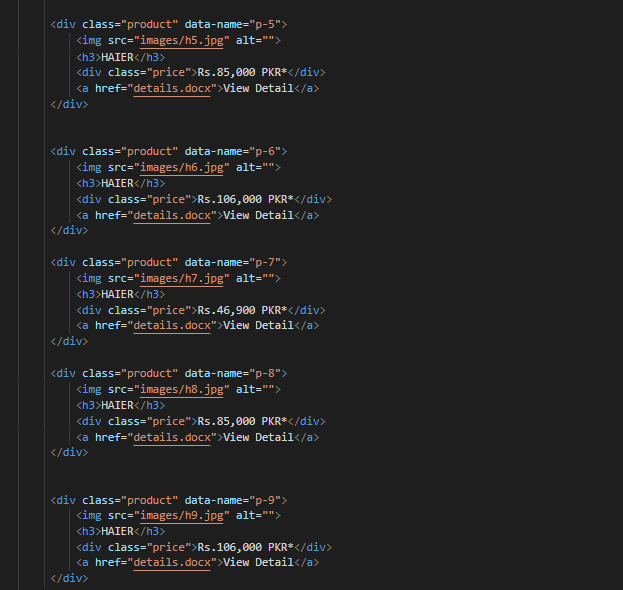 <div class="product" data-name="p-5">
<img src="images/h5.jpg" alt="">
<h3>HAIER</h3>
<div class="price">Rs.85,000 PKR*</div>
<a href="details.docx">View Detail</a>
</div>
<div class="product" data-name="p-6">
<img src="images/h6.jpg" alt="">
<h3>HAIER</h3>
<div class="price">Rs.106,000 PKR*</div>
<a href="details.docx">View Detail</a>
</div>
<div class="product" data-name="p-7">
<img src="images/h7.jpg" alt="">
<h3>HAIER</h3>
<div class="price">Rs.46,900 PKR*</div>
<a href="details.docx">View Detail</a>
</div>
<div class="product" data-name="p-8">
<img src="images/h8.jpg" alt="">
<h3>HAIER</h3>
<div class="price">Rs.85,000 PKR*</div>
<a href="details.docx">View Detail</a>
</div>
<div class="product" data-name="p-9">
<img src="images/h9.jpg" alt="">
<h3>HAIER</h3>
<div class="price">Rs.106,000 PKR*</div>
<a href="details.docx">View Detail</a>
</div>